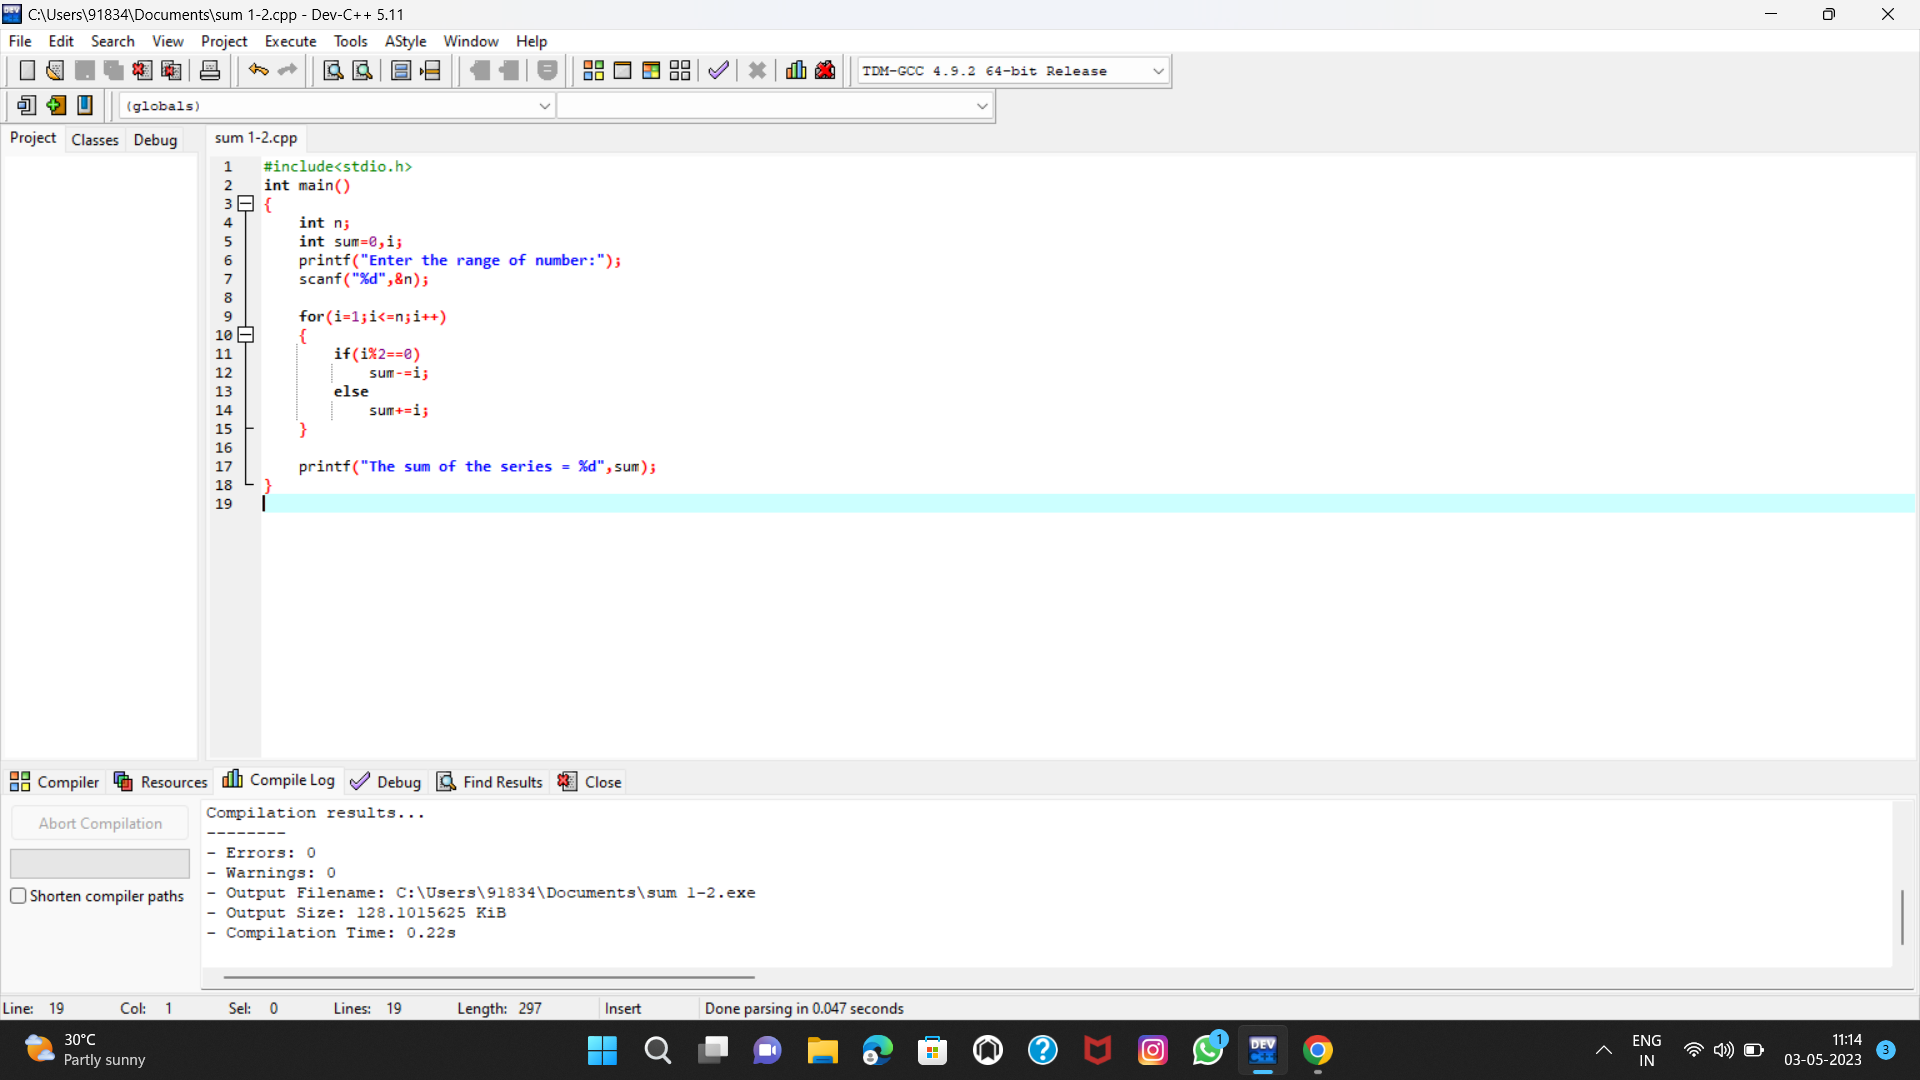 C:\Users\91834\Documents\sum 1-2.cpp - Dev-C++ 5.11
File Edit Search View Project Execute Tools AStyle Window Help
TDM-GCC 4.9.2 64-bit Release
(globals)
Project Classes Debug sum 1-2.cpp
1 #include<stdio.h>
2 int main()
3 {
4 int n;
5 int sum=0,i;
6 printf("Enter the range of number:");
7 scanf("%d",&n);
8
9 for(i=1;i<=n;i++)
10 {
11 if(i%2==0)
12 sum-=i;
13 else
14 sum+=i;
15 }
16
17 printf("The sum of the series = %d",sum);
18 }
19
Compiler Resources Compile Log Debug Find Results Close
Abort Compilation
Shorten compiler paths
Compilation results...
--------
- Errors: 0
- Warnings: 0
- Output Filename: C:\Users\91834\Documents\sum 1-2.exe
- Output Size: 128.1015625 KiB
- Compilation Time: 0.22s
Line: 19 Col: 1 Sel: 0 Lines: 19 Length: 297 Insert Done parsing in 0.047 seconds
30°C
Partly sunny
DEV
C++
1
ENG
IN
11:14
03-05-2023
3